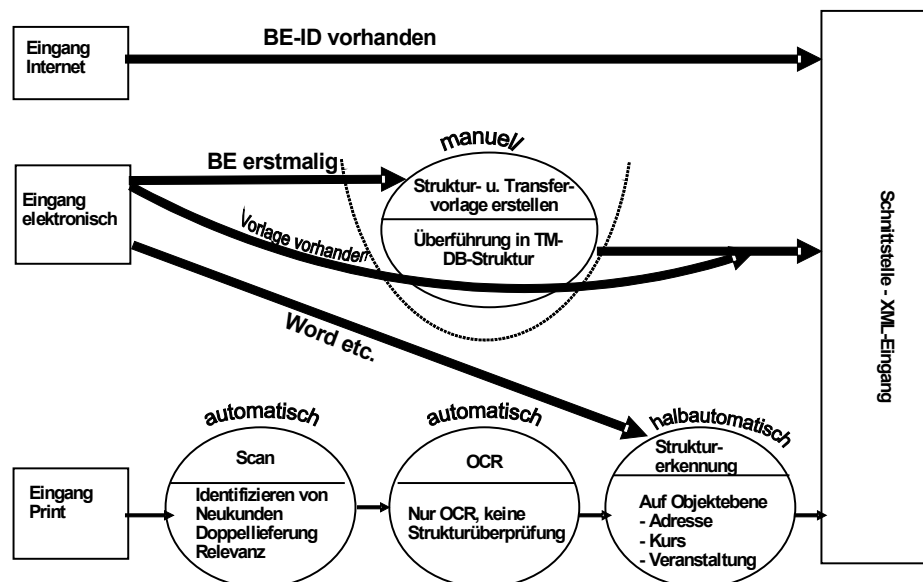 Eingang
Internet
BE-ID vorhanden
Eingang
elektronisch
BE erstmalig
manuell
Struktur- u. Transfer-
vorlage erstellen
Überführung in TM-
DB-Struktur
Vorlage vorhanden
Word etc.
Schnittstelle - XML-Eingang
Eingang
Print
automatisch
Scan
Identifizieren von
Neukunden
Doppellieferung
Relevanz
automatisch
OCR
Nur OCR, keine
Strukturüberprüfung
halbautomatisch
Struktur-
erkennung
Auf Objektebene
- Adresse
- Kurs
- Veranstaltung